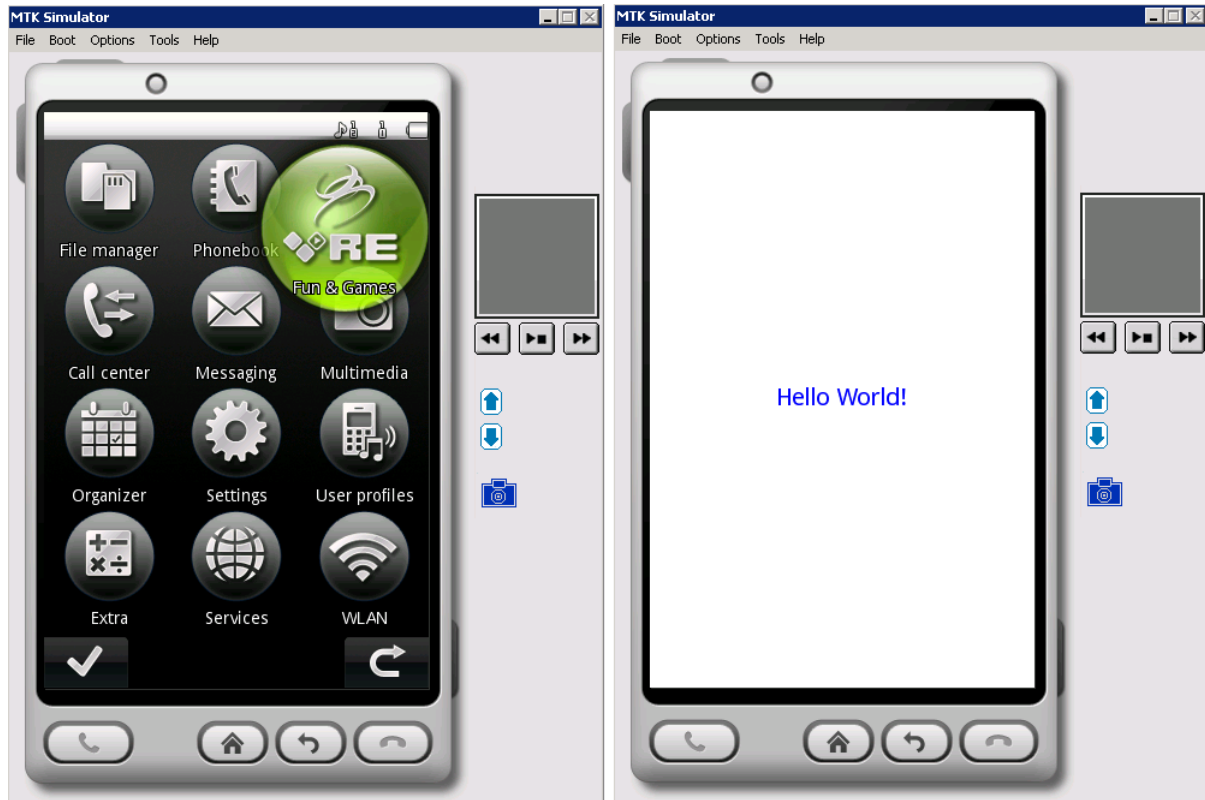 MTK Simulator
File Boot Options Tools Help
File manager Phonebook
RE
Fun & Games
Call center Messaging Multimedia
Organizer Settings User profiles
Extra Services WLAN
MTK Simulator
File Boot Options Tools Help
Hello World!